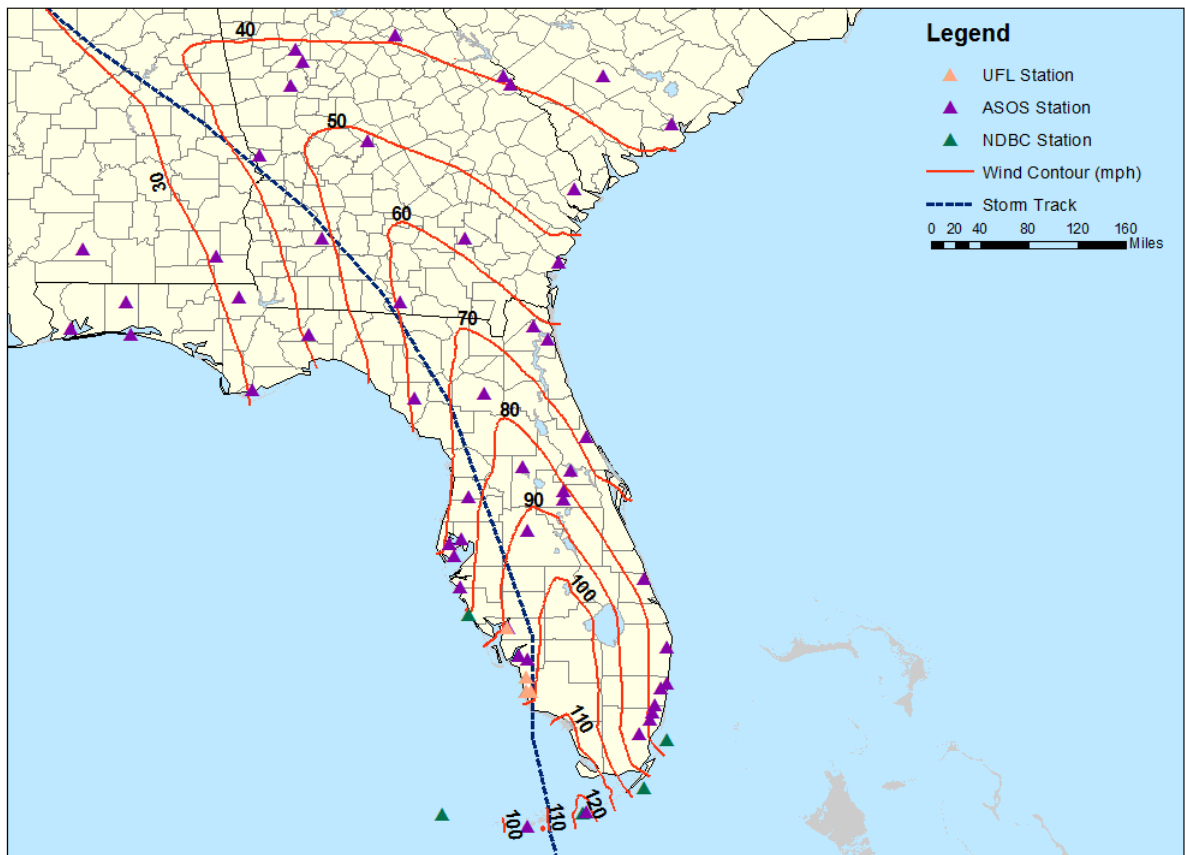 Legend
UFL Station
ASOS Station
NDBC Station
Wind Contour (mph)
Storm Track
0 20 40 80 120 160
Miles
40
50
30
60
70
80
90
100
110
120
110
100